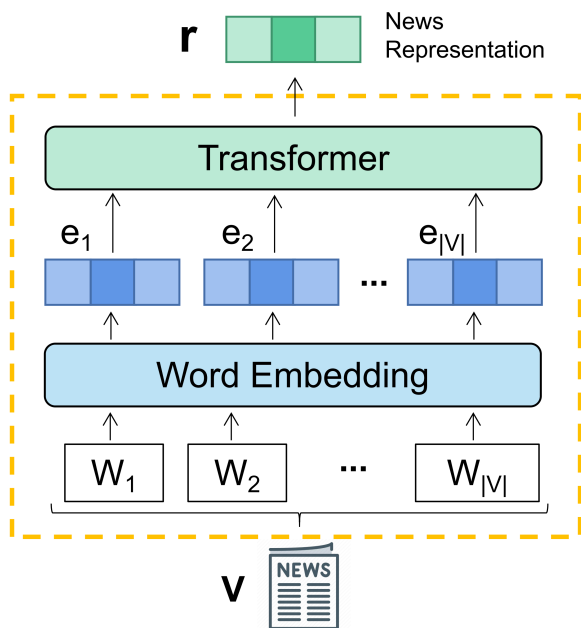 r
News
Representation
Transformer
e1 e2 e|V|
...
Word Embedding
W1 W2 ... W|V|
v NEWS